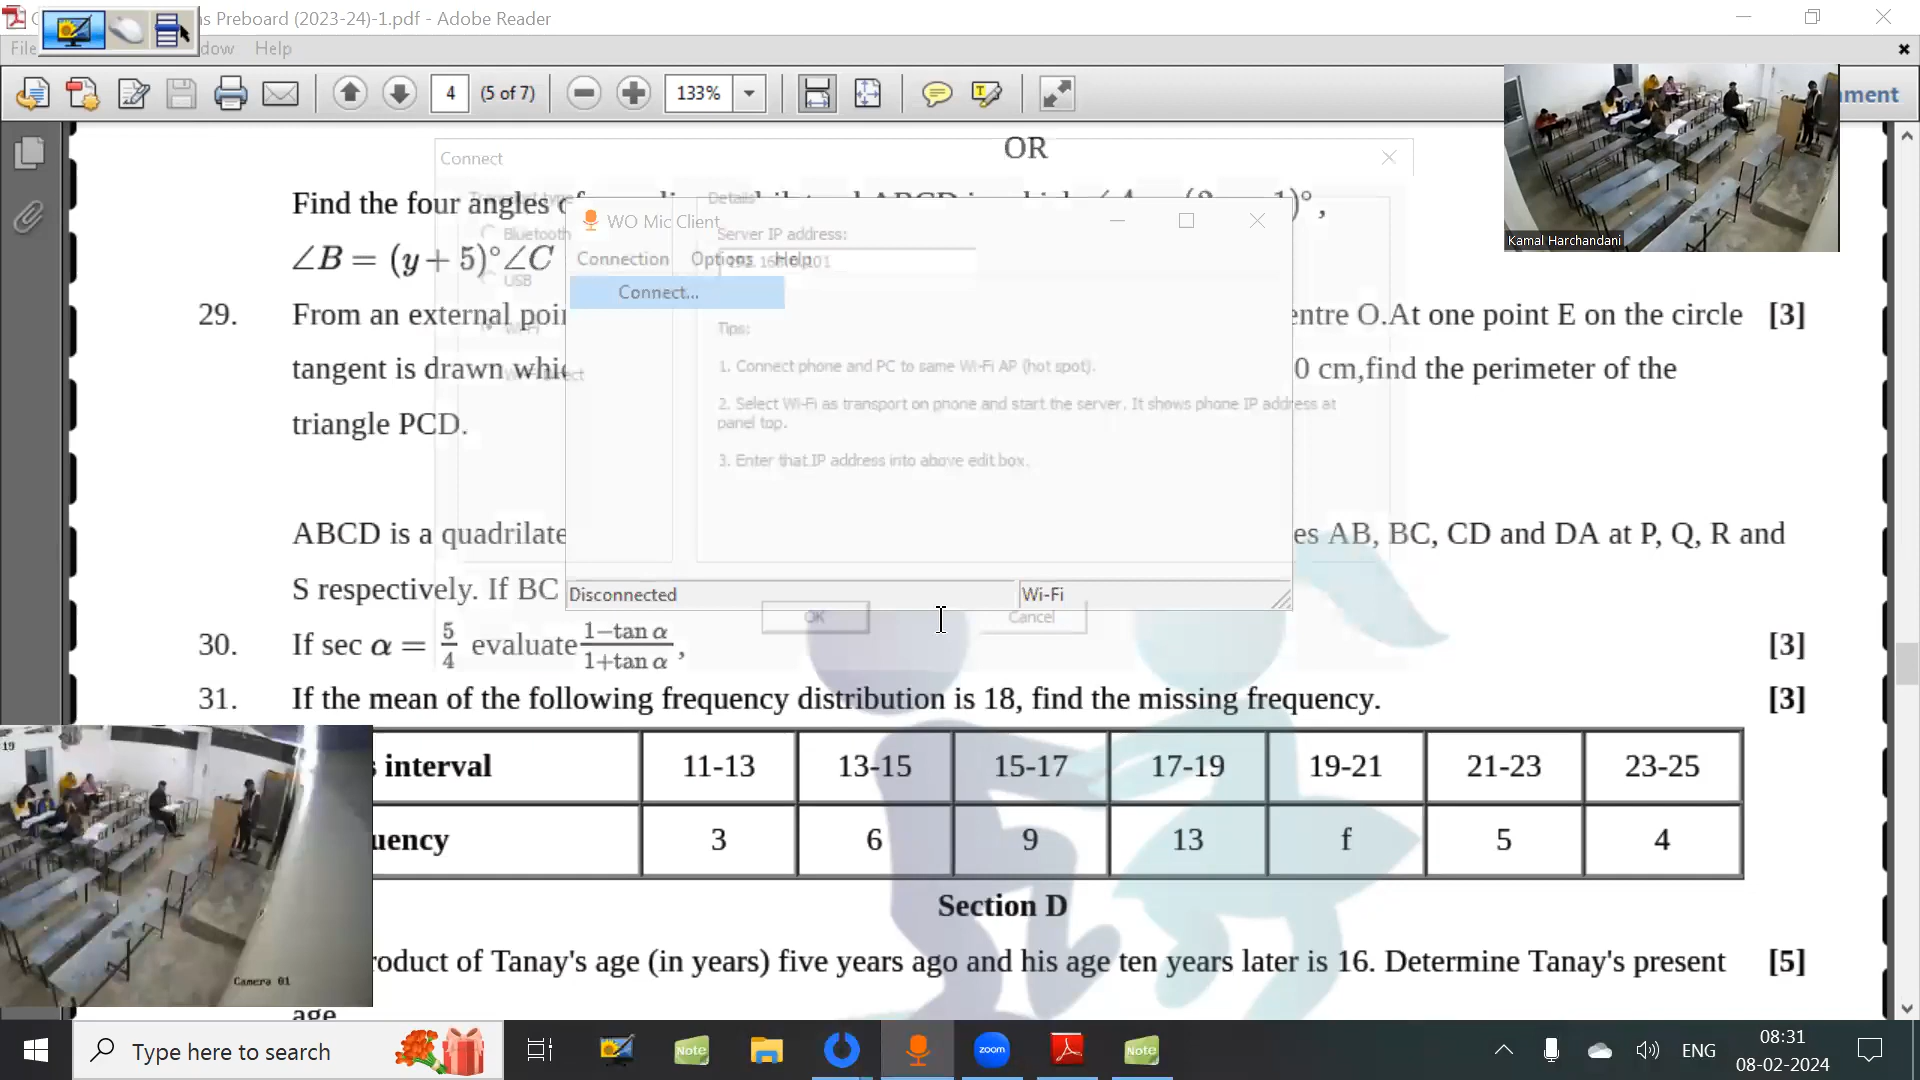 ns Preboard (2023-24)-1.pdf - Adobe Reader
File
Window Help
4 (5 of 7) 133%
Comment
Kamal Harchandani
OR
Connect
Find the four angles
Details
WO Mic Client
Bluetooth
Server IP address:
∠B = (y + 5)°∠C
Connection Options Help
USB
Connect...
29. From an external poi
entre O.At one point E on the circle [3]
Tips:
tangent is drawn whic
0 cm,find the perimeter of the
1. Connect phone and PC to same Wi-Fi AP (hot spot).
2. Select Wi-Fi as transport on phone and start the server. It shows phone IP address at
panel top.
triangle PCD.
3. Enter that IP address into above edit box.
ABCD is a quadrilate
es AB, BC, CD and DA at P, Q, R and
S respectively. If BC
Disconnected Wi-Fi
OK Cancel
30. If sec α = 5/4 evaluate 1−tan α/1+tan α , [3]
31. If the mean of the following frequency distribution is 18, find the missing frequency. [3]
s interval 11-13 13-15 15-17 17-19 19-21 21-23 23-25
uency 3 6 9 13 f 5 4
Section D
roduct of Tanay's age (in years) five years ago and his age ten years later is 16. Determine Tanay's present [5]
age
Camera 01
Type here to search
Note
zoom
Note
ENG
08:31
08-02-2024